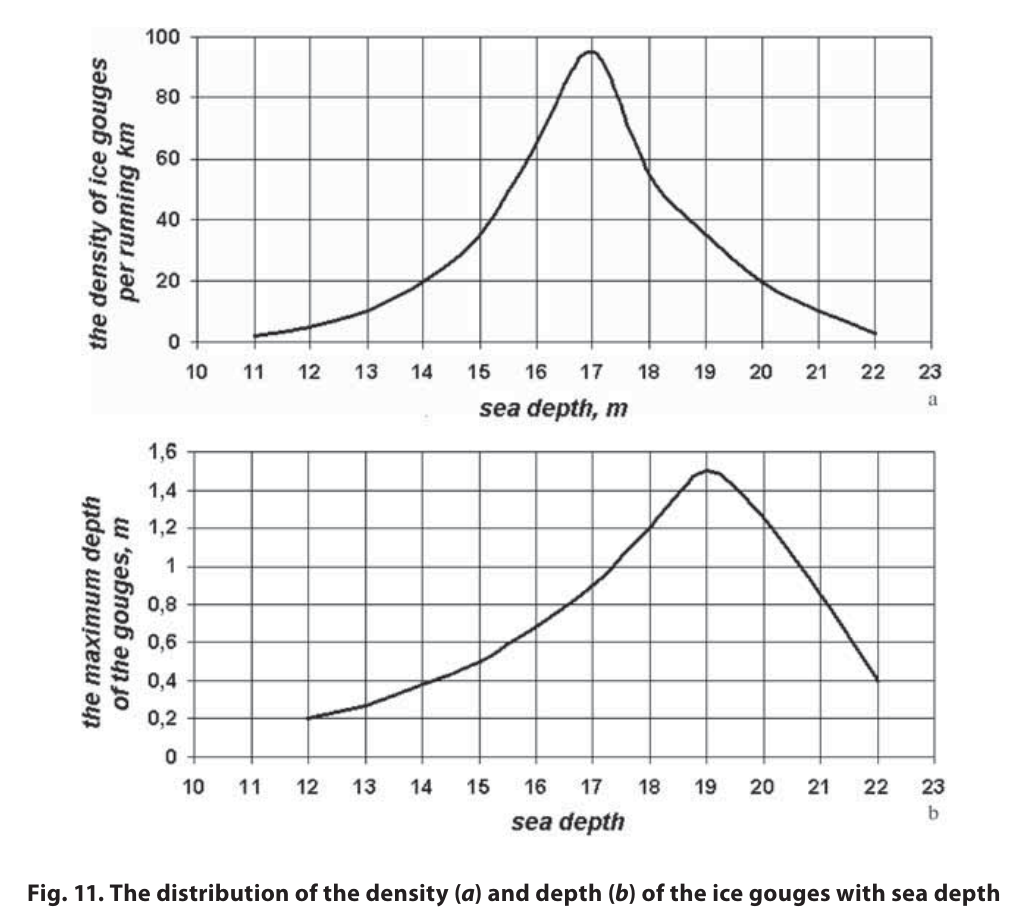 the density of ice gouges
per running km
100
80
60
40
20
0
10 11 12 13 14 15 16 17 18 19 20 21 22 23
sea depth, m
a
the maximum depth
of the gouges, m
1,6
1,4
1,2
1
0,8
0,6
0,4
0,2
0
10 11 12 13 14 15 16 17 18 19 20 21 22 23
sea depth
b
Fig. 11. The distribution of the density (a) and depth (b) of the ice gouges with sea depth